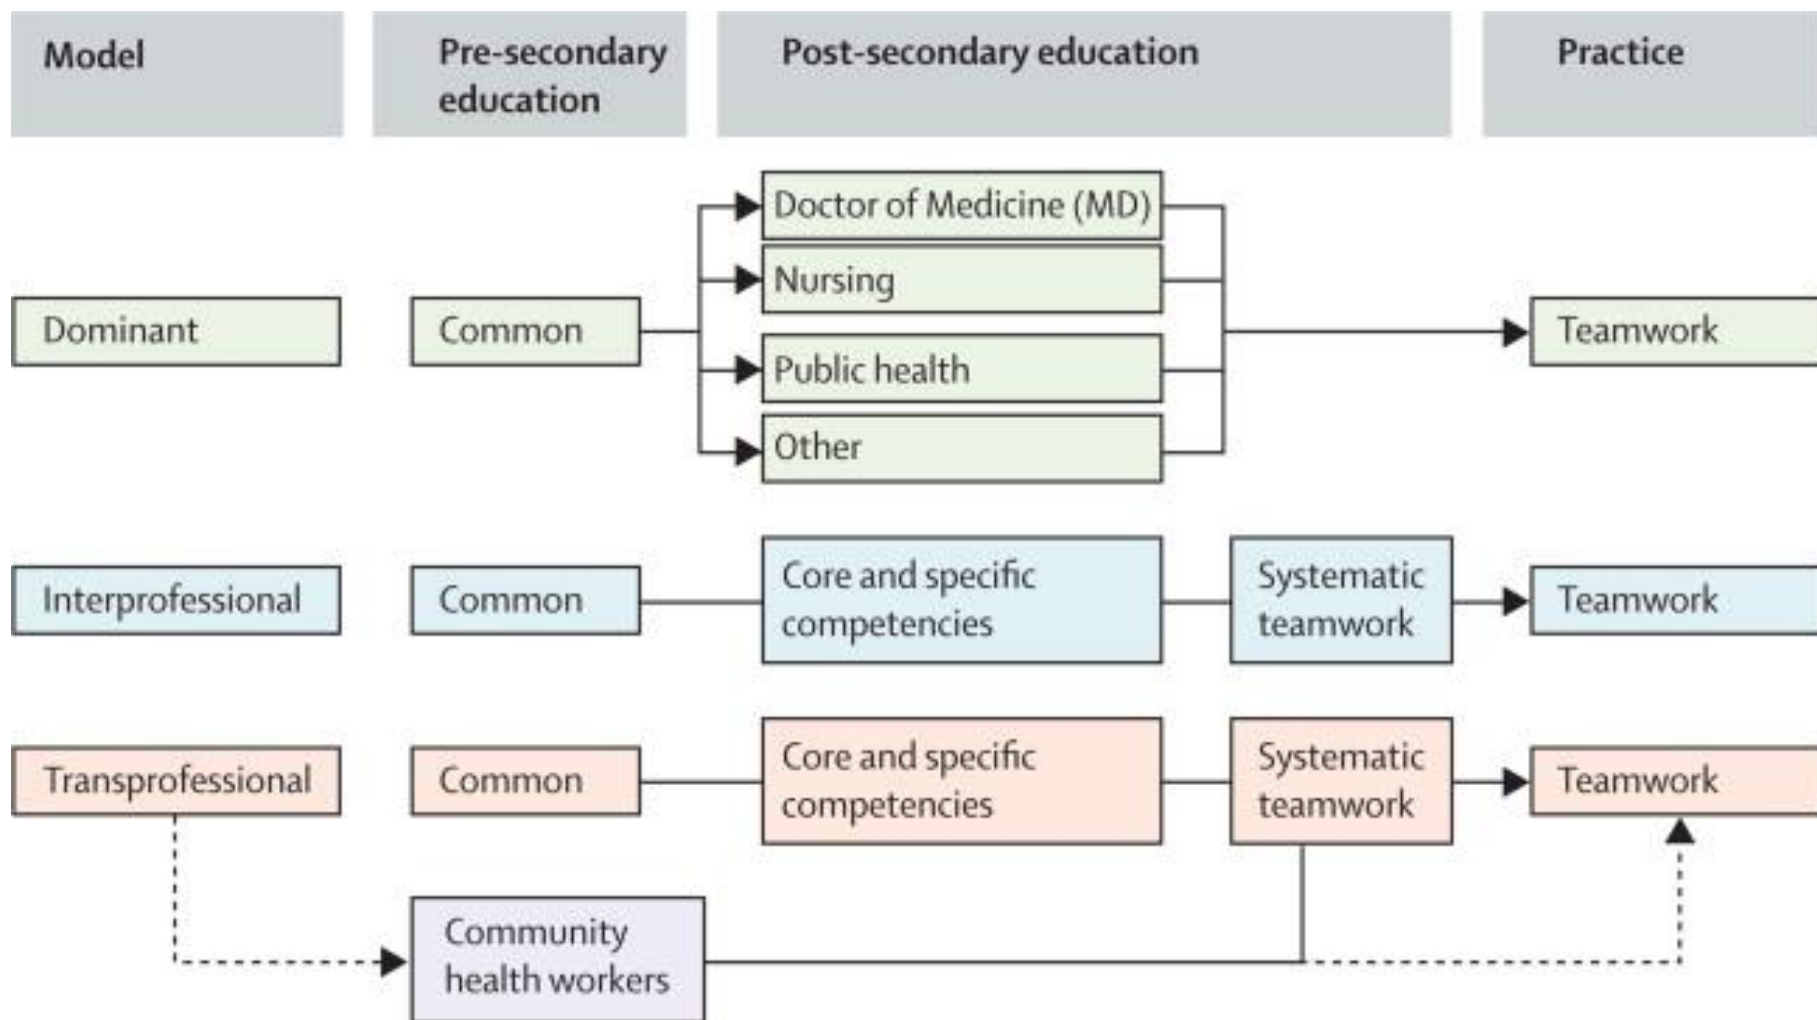 Model
Pre-secondary
education
Post-secondary education
Practice
Dominant
Common
Doctor of Medicine (MD)
Nursing
Public health
Other
Teamwork
Interprofessional
Common
Core and specific
competencies
Systematic
teamwork
Teamwork
Transprofessional
Common
Core and specific
competencies
Systematic
teamwork
Teamwork
Community
health workers